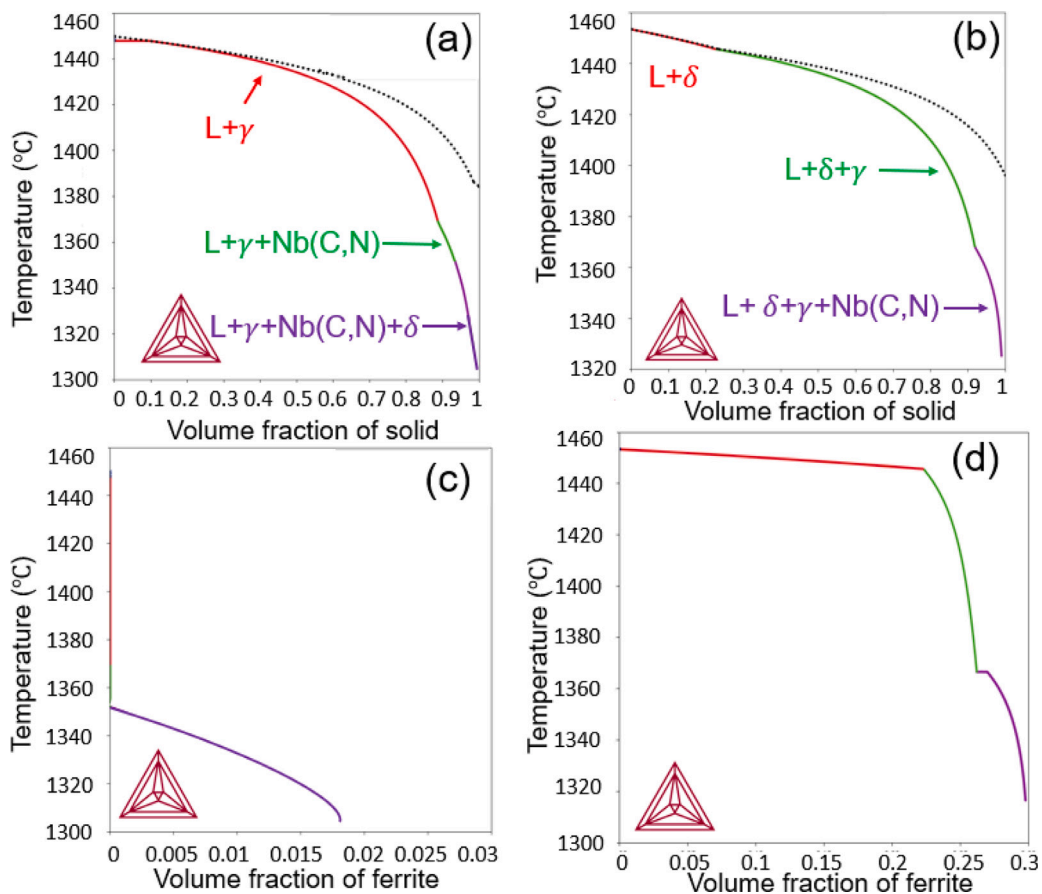 (a)
Temperature (°C)
1460
1440
1420
1400
1380
1360
1340
1320
1300
L+γ
L+γ+Nb(C,N)
L+γ+Nb(C,N)+δ
0 0.1 0.2 0.3 0.4 0.5 0.6 0.7 0.8 0.9 1
Volume fraction of solid
(b)
Temperature (°C)
1460
1440
1420
1400
1380
1360
1340
1320
L+δ
L+δ+γ
L+ δ+γ+Nb(C,N)
0 0.1 0.2 0.3 0.4 0.5 0.6 0.7 0.8 0.9 1
Volume fraction of solid
(c)
Temperature (°C)
1460
1440
1420
1400
1380
1360
1340
1320
1300
0 0.005 0.01 0.015 0.02 0.025 0.03
Volume fraction of ferrite
(d)
Temperature (°C)
1460
1440
1420
1400
1380
1360
1340
1320
1300
0 0.05 0.1 0.15 0.2 0.25 0.3
Volume fraction of ferrite